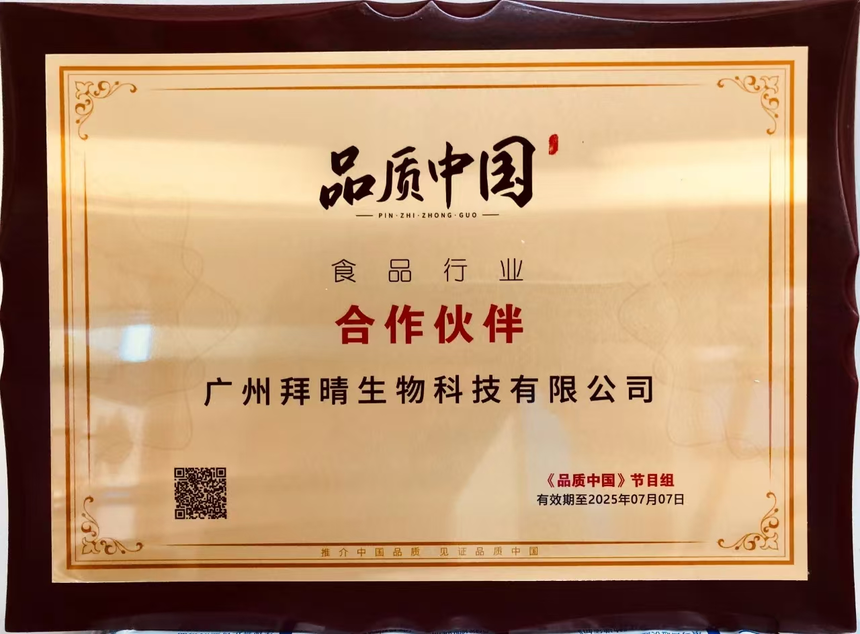 品质中国
PIN·ZHI·ZHONG·GUO
食品行业
合作伙伴
广州拜晴生物科技有限公司
《品质中国》节目组
有效期至2025年07月07日
推介中国品质 见证品质中国